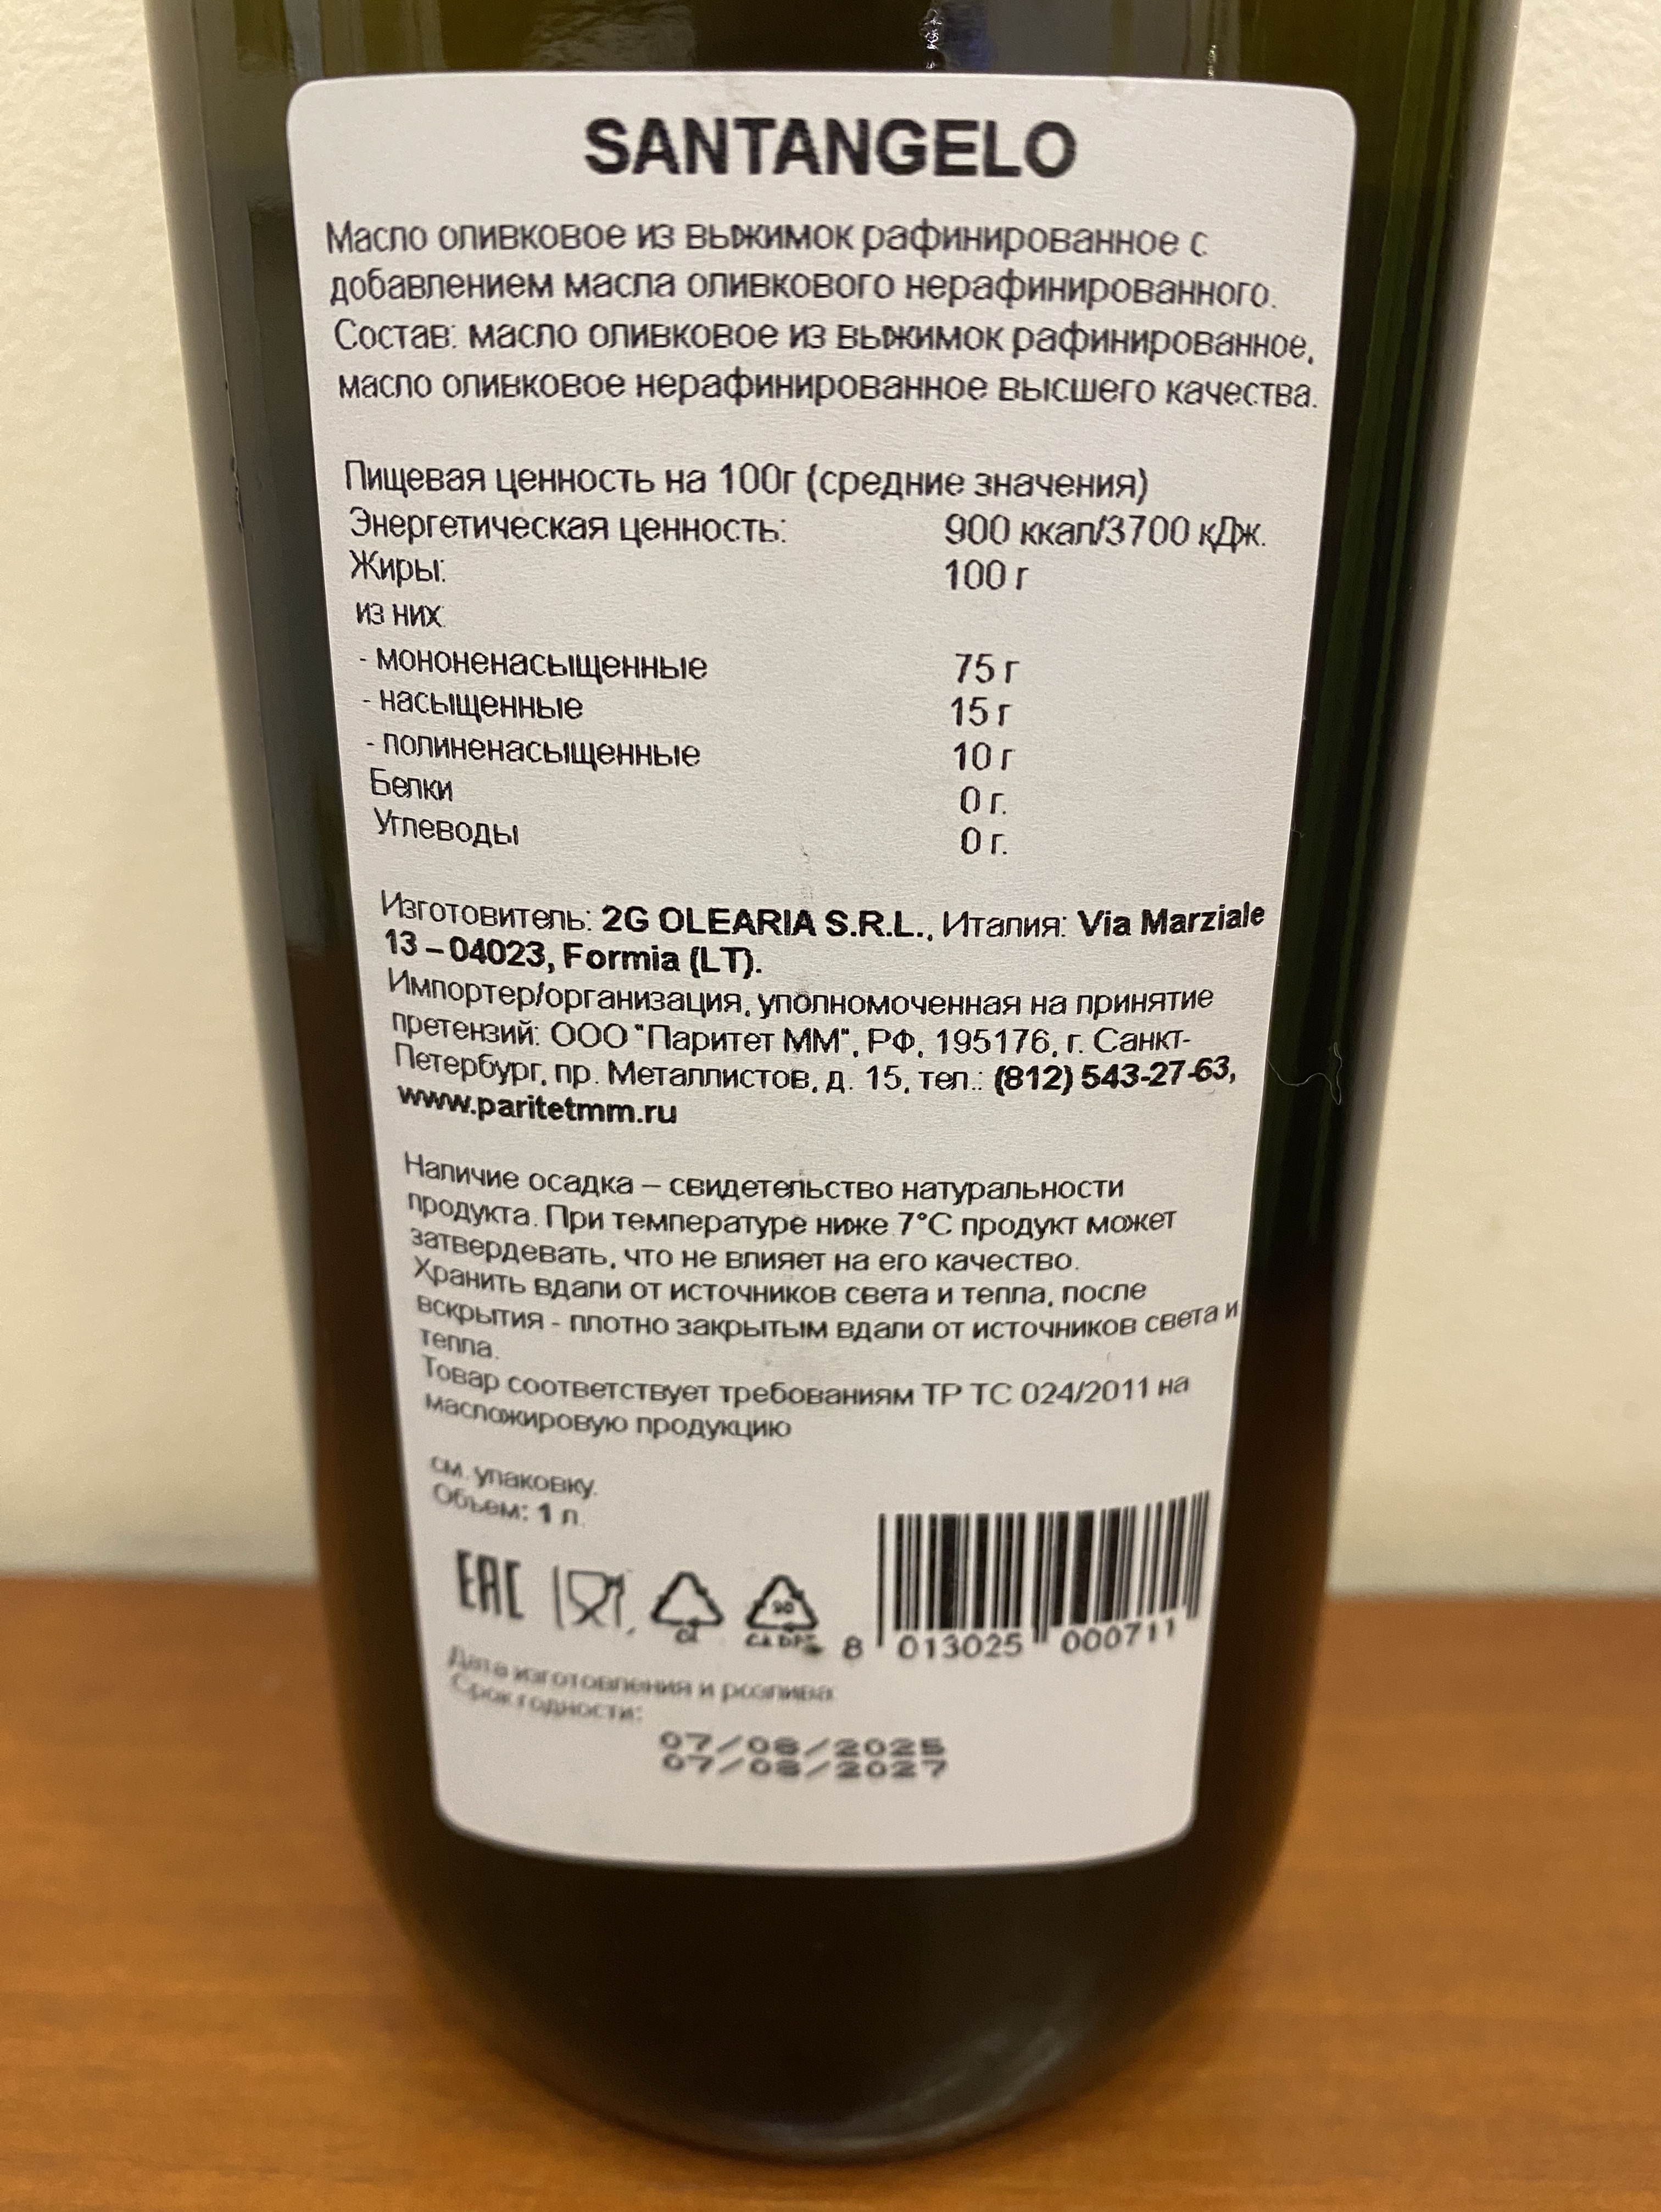 SANTANGELO
Масло оливковое из выжимок рафинированное с
добавлением масла оливкового нерафинированного.
Состав: масло оливковое из выжимок рафинированное,
масло оливковое нерафинированное высшего качества.
Пищевая ценность на 100г (средние значения)
Энергетическая ценность: 900 ккал/3700 кДж.
Жиры: 100 г
из них:
- мононенасыщенные 75 г
- насыщенные 15 г
- полиненасыщенные 10 г
Белки 0 г.
Углеводы 0 г.
Изготовитель: 2G OLEARIA S.R.L., Италия: Via Marziale
13 – 04023, Formia (LT).
Импортер/организация, уполномоченная на принятие
претензий: ООО "Паритет ММ", РФ, 195176, г. Санкт-
Петербург, пр. Металлистов, д. 15, тел.: (812) 543-27-63,
www.paritetmm.ru
Наличие осадка – свидетельство натуральности
продукта. При температуре ниже 7°С продукт может
затвердевать, что не влияет на его качество.
Хранить вдали от источников света и тепла, после
вскрытия - плотно закрытым вдали от источников света и
тепла.
Товар соответствует требованиям ТР ТС 024/2011 на
масложировую продукцию
см. упаковку.
Объем: 1 л.
EAC
90
C/LDPE
8 013025 000711
Дата изготовления и розлива:
Срок годности:
07/08/2025
07/08/2027